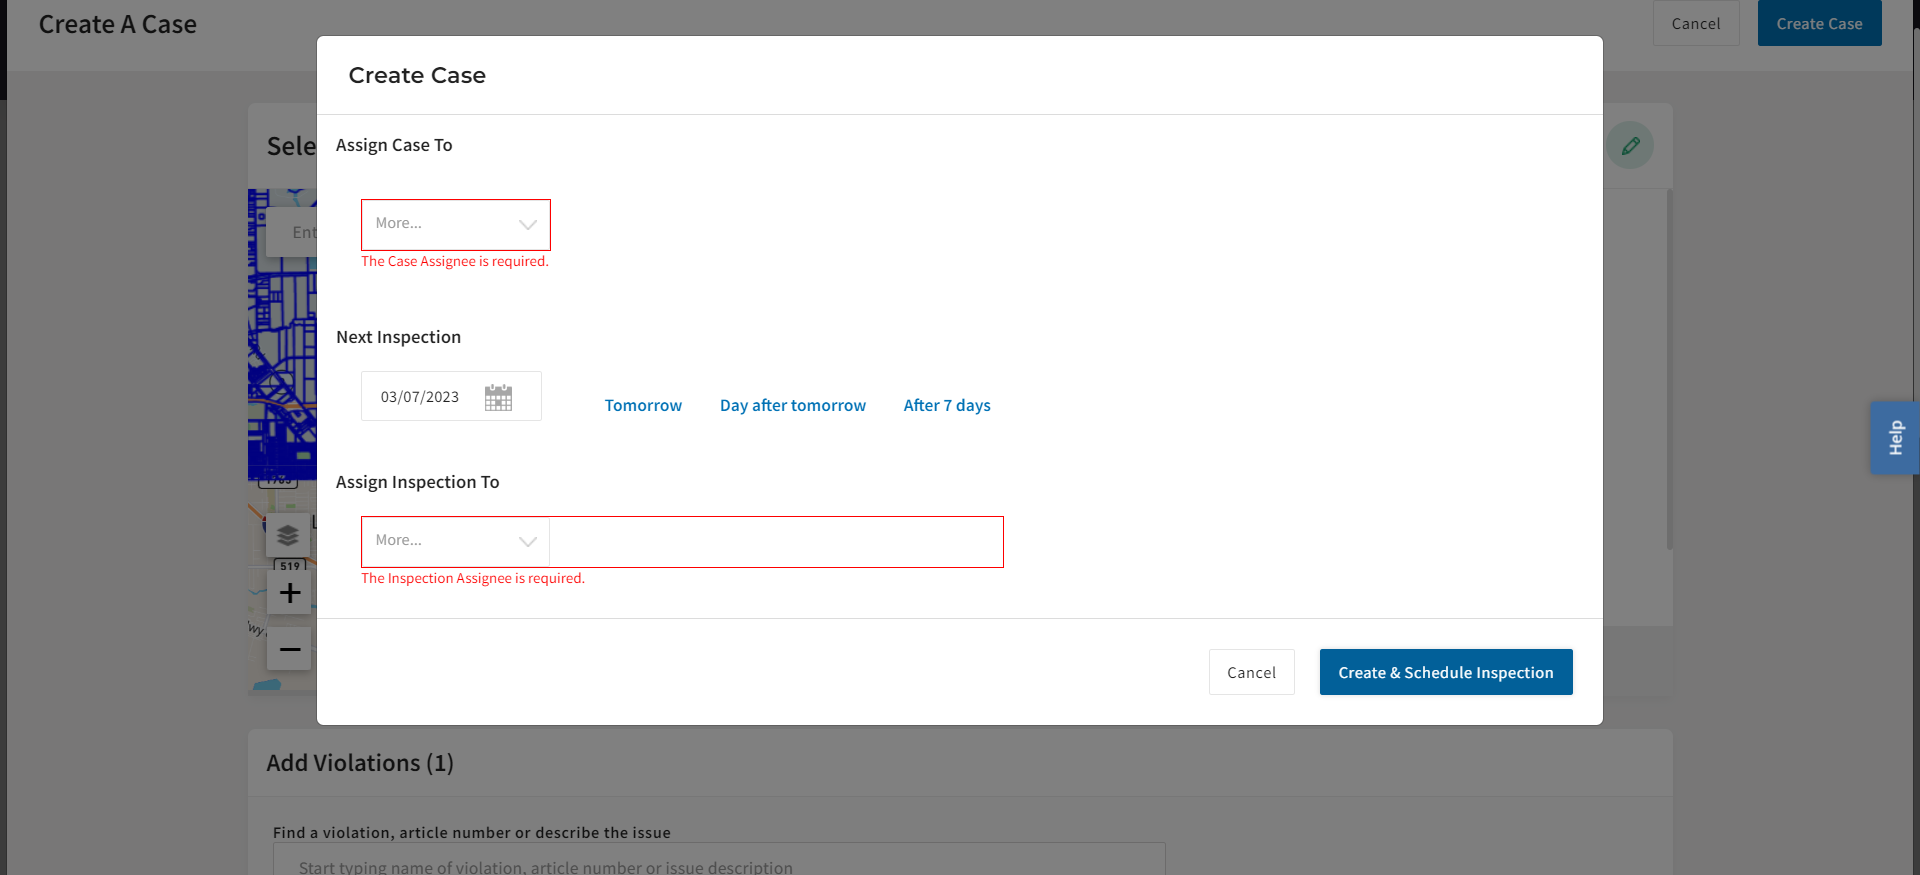 Create A Case
Cancel
Create Case
Create Case
Sele
Assign Case To
Ent
More...
The Case Assignee is required.
Next Inspection
03/07/2023
Tomorrow
Day after tomorrow
After 7 days
Help
Assign Inspection To
More...
The Inspection Assignee is required.
519
Cancel
Create & Schedule Inspection
Add Violations (1)
Find a violation, article number or describe the issue
Start typing name of violation, article number or issue description